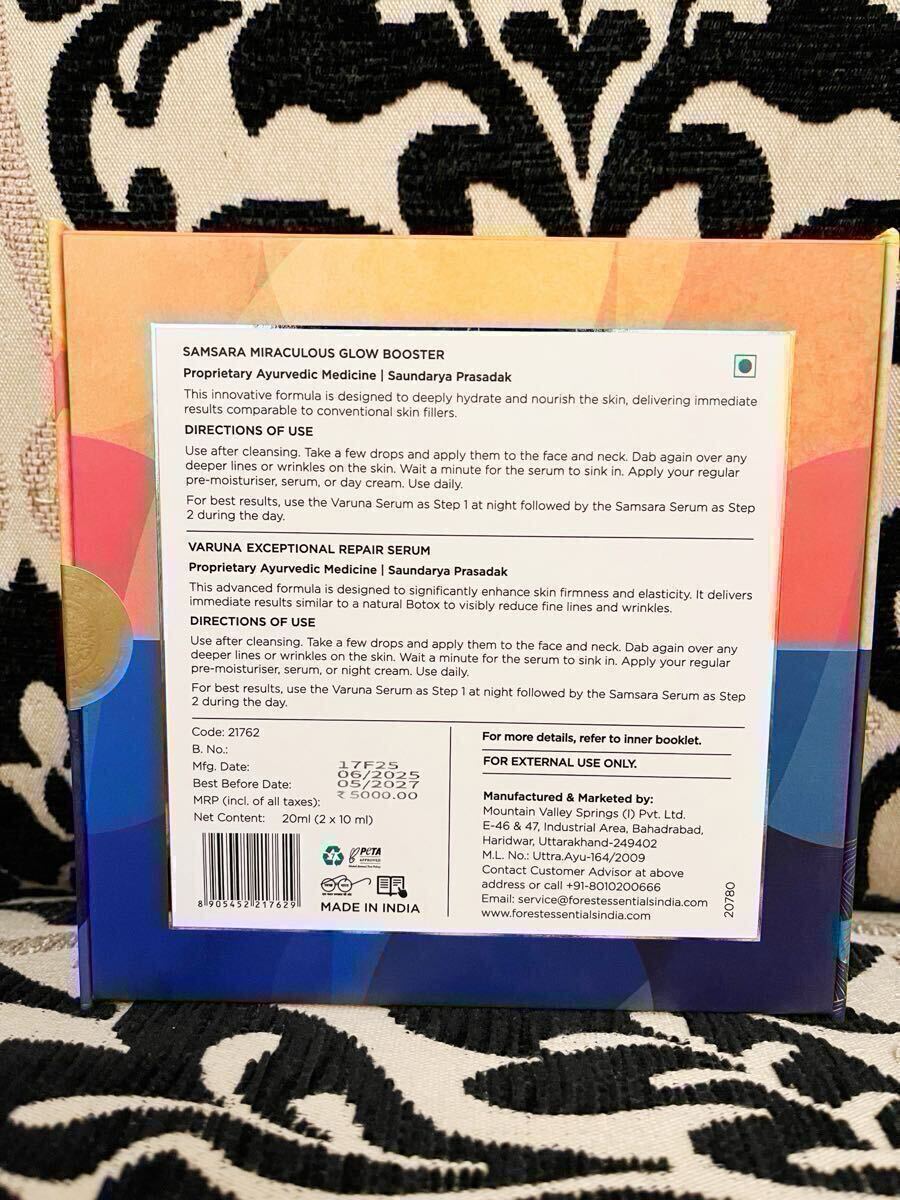 SAMSARA MIRACULOUS GLOW BOOSTER
Proprietary Ayurvedic Medicine | Saundarya Prasadak
This innovative formula is designed to deeply hydrate and nourish the skin, delivering immediate
results comparable to conventional skin fillers.
DIRECTIONS OF USE
Use after cleansing. Take a few drops and apply them to the face and neck. Dab again over any
deeper lines or wrinkles on the skin. Wait a minute for the serum to sink in. Apply your regular
pre-moisturiser, serum, or day cream. Use daily.
For best results, use the Varuna Serum as Step 1 at night followed by the Samsara Serum as Step
2 during the day.
VARUNA EXCEPTIONAL REPAIR SERUM
Proprietary Ayurvedic Medicine | Saundarya Prasadak
This advanced formula is designed to significantly enhance skin firmness and elasticity. It delivers
immediate results similar to a natural Botox to visibly reduce fine lines and wrinkles.
DIRECTIONS OF USE
Use after cleansing. Take a few drops and apply them to the face and neck. Dab again over any
deeper lines or wrinkles on the skin. Wait a minute for the serum to sink in. Apply your regular
pre-moisturiser, serum, or night cream. Use daily.
For best results, use the Varuna Serum as Step 1 at night followed by the Samsara Serum as Step
2 during the day.
Code: 21762
B. No.: 17F25
Mfg. Date: 06/2025
Best Before Date: 05/2027
MRP (incl. of all taxes): ₹ 5000.00
Net Content: 20ml (2 x 10 ml)
8 905452 217629
PETA
APPROVED
MADE IN INDIA
For more details, refer to inner booklet.
FOR EXTERNAL USE ONLY.
Manufactured & Marketed by:
Mountain Valley Springs (I) Pvt. Ltd.
E-46 & 47, Industrial Area, Bahadrabad,
Haridwar, Uttarakhand-249402
M.L. No.: Uttra.Ayu-164/2009
Contact Customer Advisor at above
address or call +91-8010200666
Email: service@forestessentialsindia.com
www.forestessentialsindia.com
20780